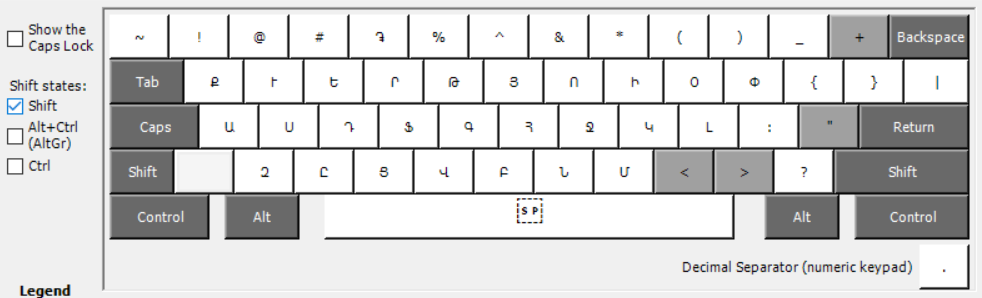 Show the
Caps Lock
~ ! @ # ֏ % ^ & * ( ) _ + Backspace
Shift states:
Tab Ք Ւ Ե Ր Թ Յ Ո Ի Օ Փ { } |
Shift
Alt+Ctrl
(AltGr)
Caps Ա Ս Դ Ֆ Գ Հ Ջ Կ Լ : " Return
Ctrl
Shift Զ Ը Ց Վ Բ Ն Մ < > ? Shift
Control Alt SP Alt Control
Decimal Separator (numeric keypad) .
Legend